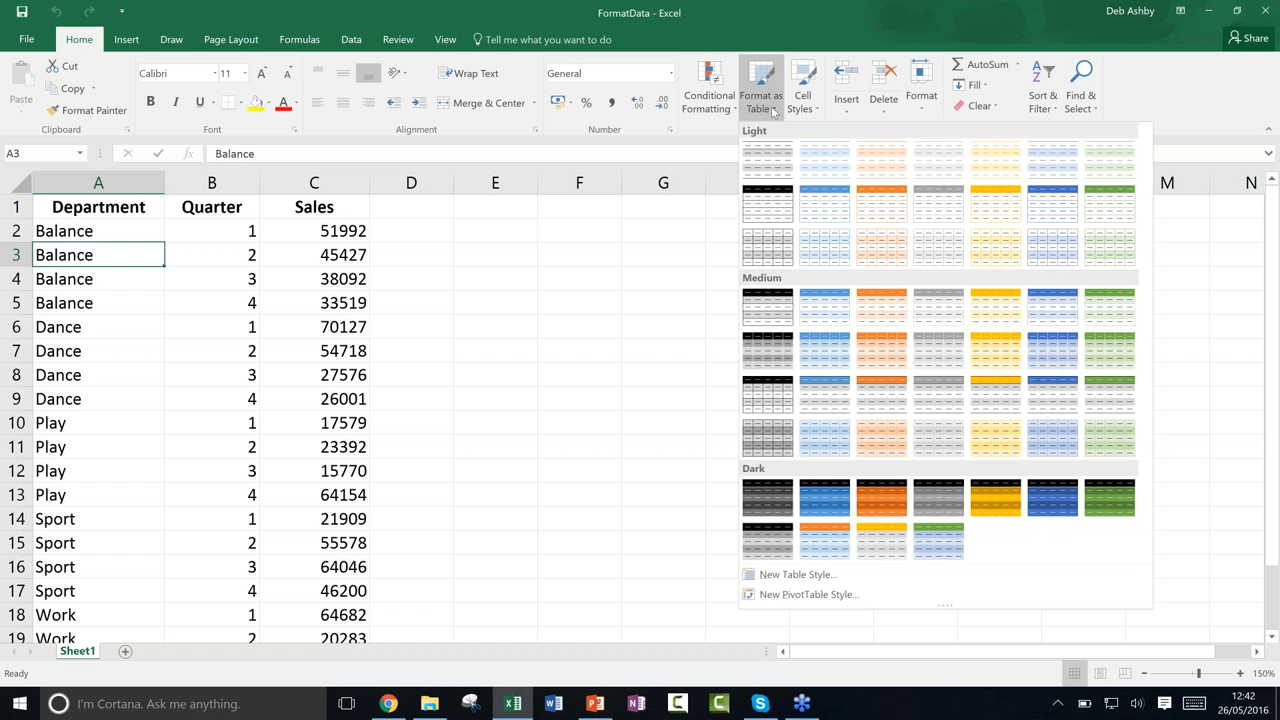 FormatData - Excel
Andrew Jasby
File Home Insert Draw Page Layout Formulas Data Review View Tell me what you want to do
Share
Paste
Cut
Copy
Format Painter
Clipboard
Calibri 11
B I U
Font
Wrap Text
Merge & Center
Alignment
General
%
Number
Conditional
Formatting
Format as
Table
Cell
Styles
Insert
Delete
Format
AutoSum
Fill
Clear
Sort &
Filter
Find &
Select
A3
fx
Balance
Light
Medium
Dark
New Table Style...
New PivotTable Style...
A B C D E F G M N
1 Department Quarter Sales
2 Balance 1 51992
3 Balance 2 45427
4 Balance 3 38092
5 Balance 4 33519
6 Dance 1 70127
7 Dance 2 54718
8 Dance 3 27576
9 Dance 4 26001
10 Play 1 17579
11 Play 2 23392
12 Play 3 15770
13 Play 4 64154
14 Sport 1 41909
15 Sport 2 55578
16 Sport 3 64046
17 Sport 4 46200
18 Work 1 64682
19 Work 2 20283
Sheet1
Ready
150%
I'm Cortana. Ask me anything.
12:42
26/05/2016